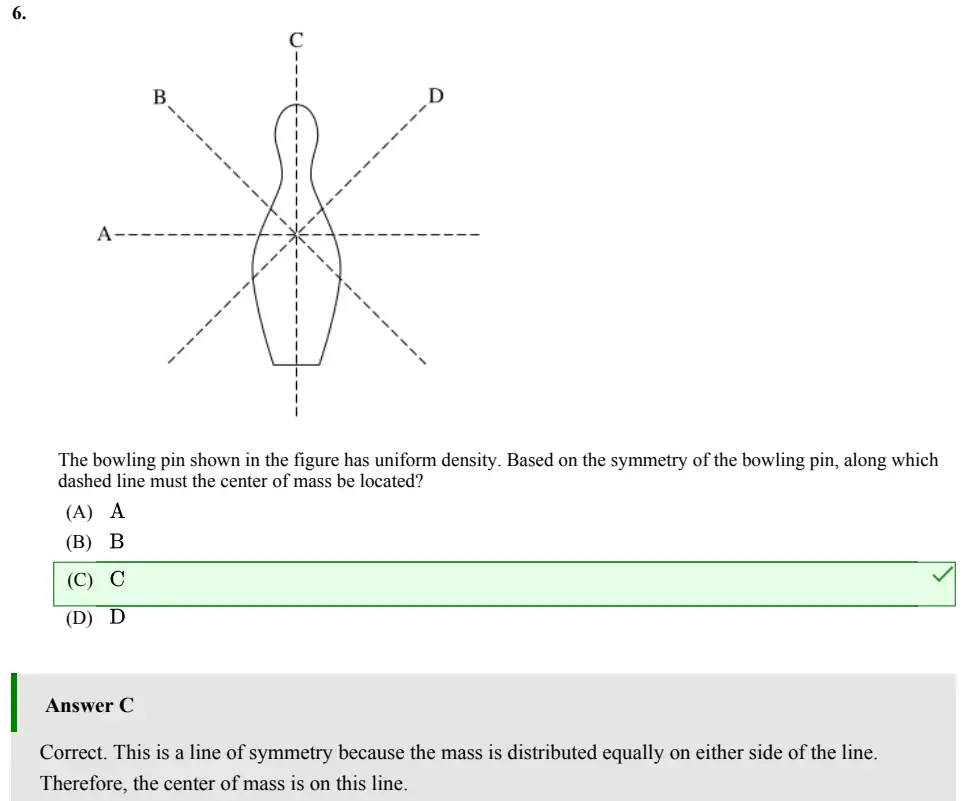 6.
C
B
D
A
The bowling pin shown in the figure has uniform density. Based on the symmetry of the bowling pin, along which
dashed line must the center of mass be located?
(A) A
(B) B
(C) C
(D) D
Answer C
Correct. This is a line of symmetry because the mass is distributed equally on either side of the line.
Therefore, the center of mass is on this line.